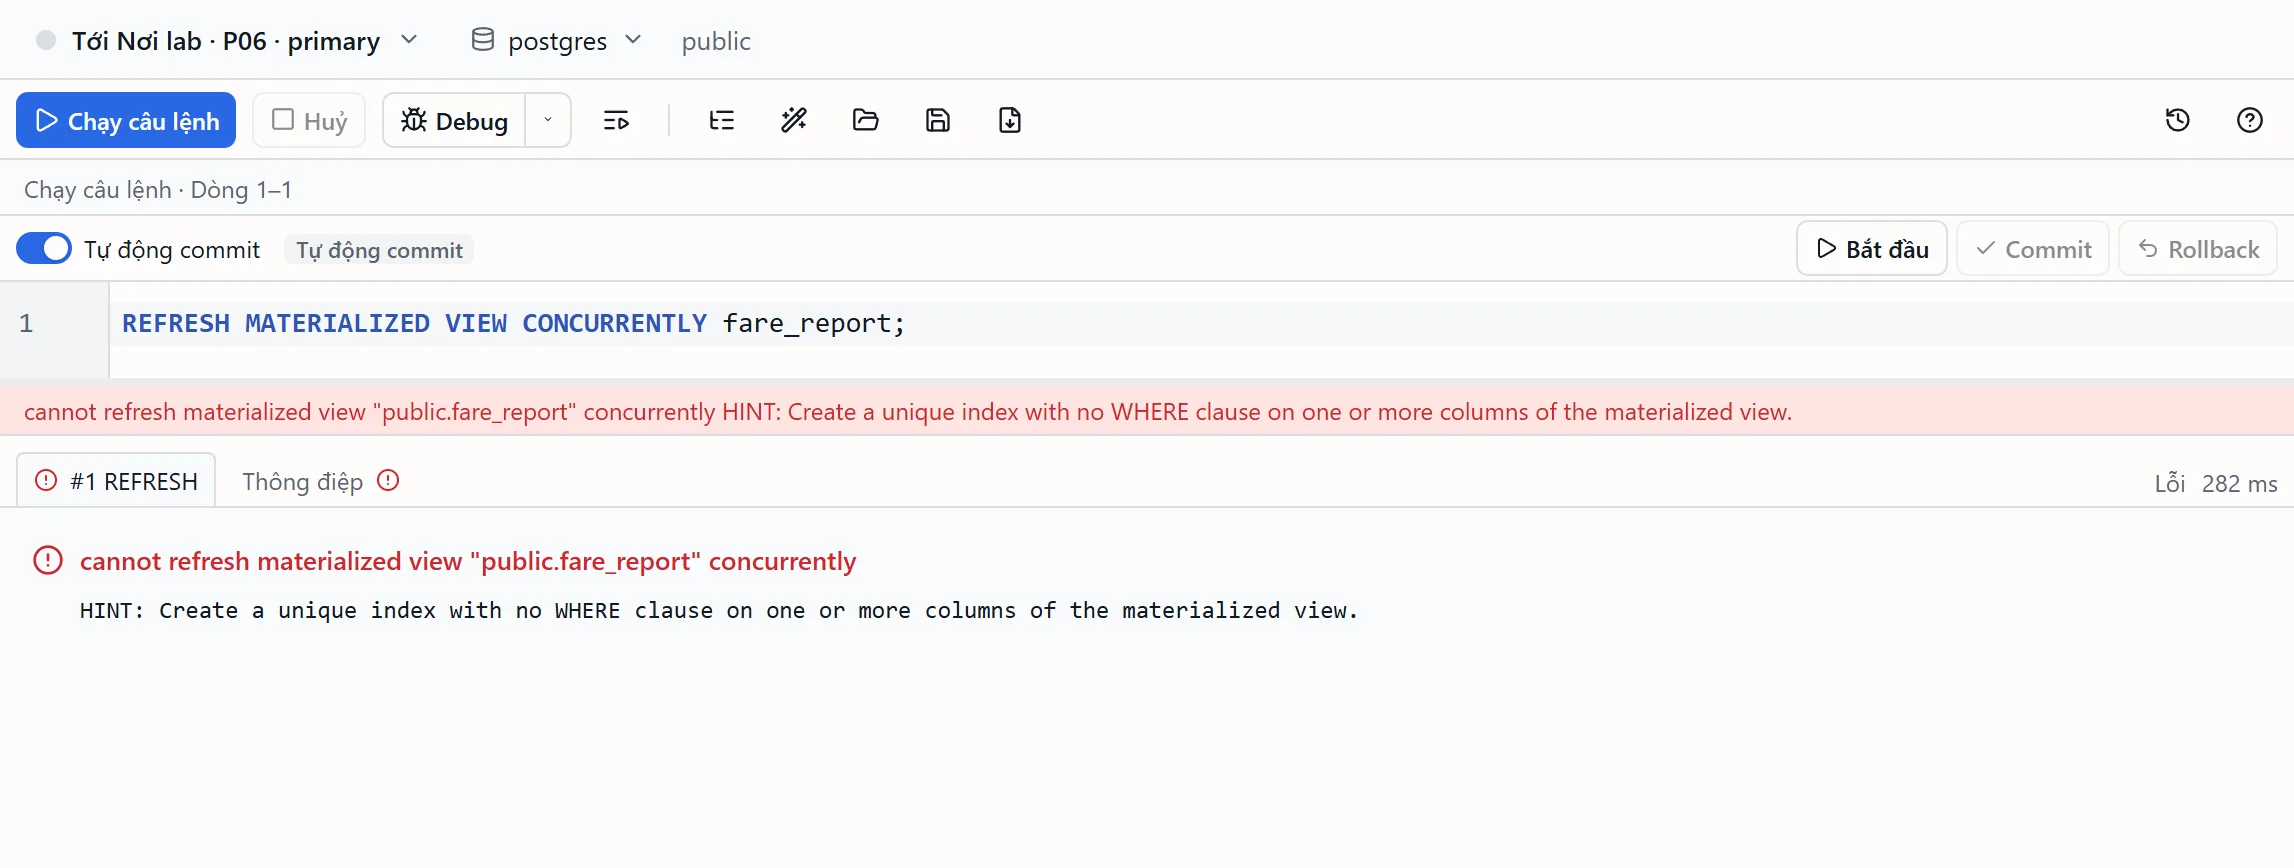 Tới Nơi lab · P06 · primary postgres public
Chạy câu lệnh Huỷ Debug
Chạy câu lệnh · Dòng 1–1
Tự động commit Tự động commit Bắt đầu Commit Rollback
1 REFRESH MATERIALIZED VIEW CONCURRENTLY fare_report;
cannot refresh materialized view "public.fare_report" concurrently HINT: Create a unique index with no WHERE clause on one or more columns of the materialized view.
#1 REFRESH Thông điệp Lỗi 282 ms
cannot refresh materialized view "public.fare_report" concurrently
HINT: Create a unique index with no WHERE clause on one or more columns of the materialized view.